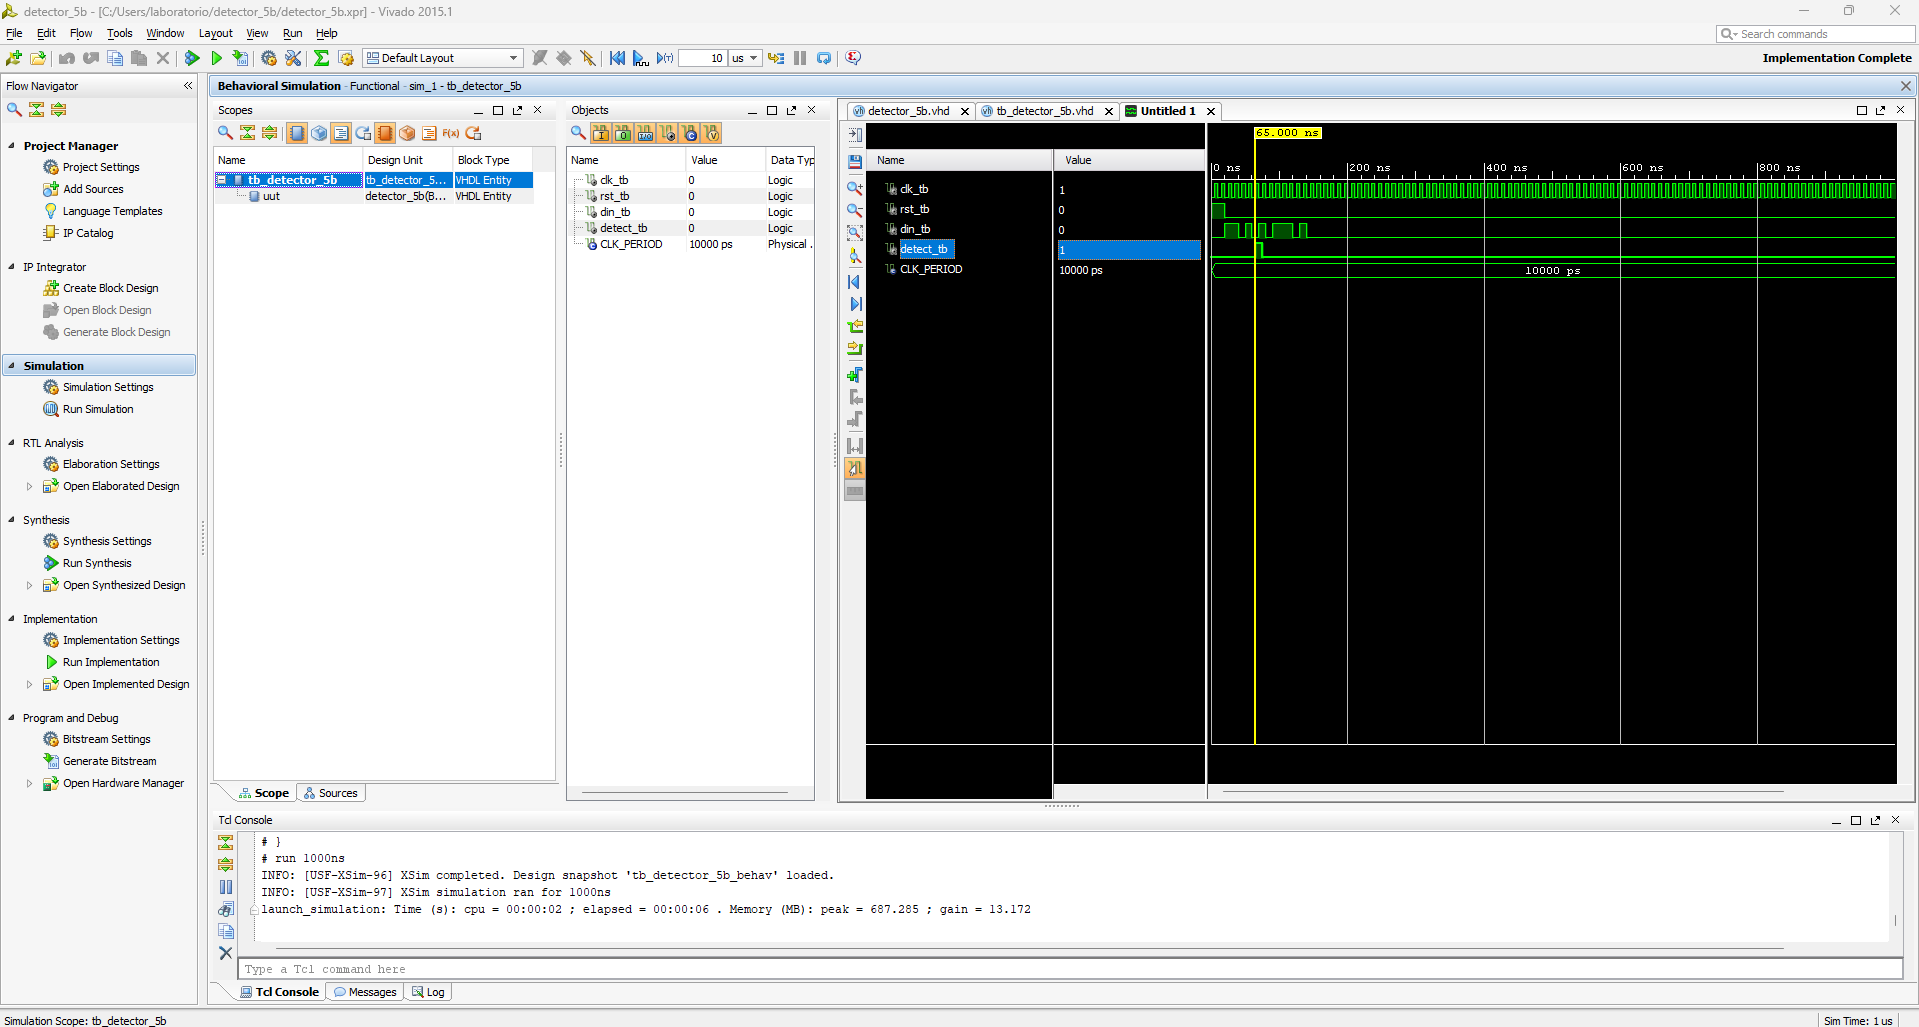 detector_5b - [C:/Users/laboratorio/detector_5b/detector_5b.xpr] - Vivado 2015.1
File Edit Flow Tools Window Layout View Run Help
Search commands
Default Layout
10 us
Implementation Complete
Flow Navigator
Project Manager
Project Settings
Add Sources
Language Templates
IP Catalog
IP Integrator
Create Block Design
Open Block Design
Generate Block Design
Simulation
Simulation Settings
Run Simulation
RTL Analysis
Elaboration Settings
Open Elaborated Design
Synthesis
Synthesis Settings
Run Synthesis
Open Synthesized Design
Implementation
Implementation Settings
Run Implementation
Open Implemented Design
Program and Debug
Bitstream Settings
Generate Bitstream
Open Hardware Manager
Behavioral Simulation - Functional - sim_1 - tb_detector_5b
Scopes
F(x)
Name Design Unit Block Type
tb_detector_5b tb_detector_5... VHDL Entity
uut detector_5b(B... VHDL Entity
Scope Sources
Objects
Name Value Data Typ
clk_tb 0 Logic
rst_tb 0 Logic
din_tb 0 Logic
detect_tb 0 Logic
CLK_PERIOD 10000 ps Physical .
detector_5b.vhd tb_detector_5b.vhd Untitled 1
65.000 ns
Name Value
0 ns 200 ns 400 ns 600 ns 800 ns
clk_tb 1
rst_tb 0
din_tb 0
detect_tb 1
CLK_PERIOD 10000 ps 10000 ps
Tcl Console
# }
# run 1000ns
INFO: [USF-XSim-96] XSim completed. Design snapshot 'tb_detector_5b_behav' loaded.
INFO: [USF-XSim-97] XSim simulation ran for 1000ns
launch_simulation: Time (s): cpu = 00:00:02 ; elapsed = 00:00:06 . Memory (MB): peak = 687.285 ; gain = 13.172
Type a Tcl command here
Tcl Console Messages Log
Simulation Scope: tb_detector_5b
Sim Time: 1 us